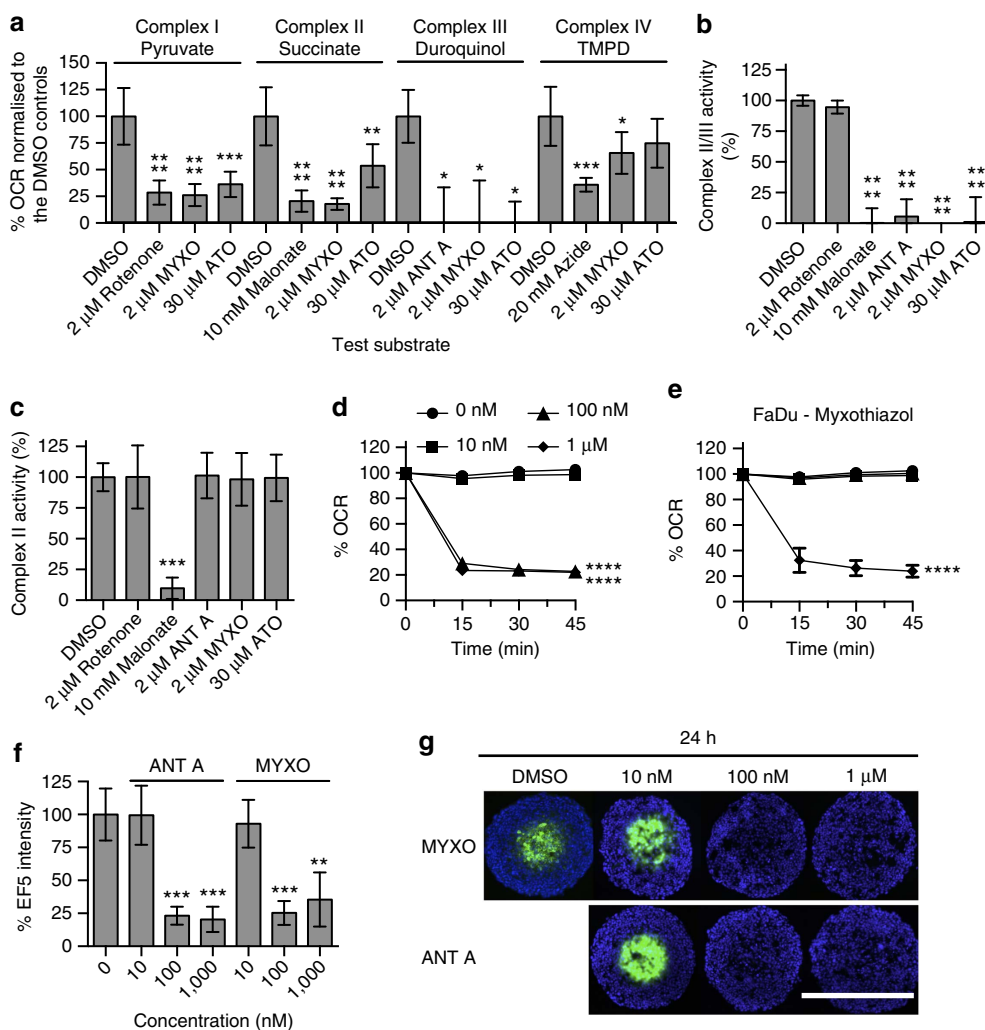 a
Complex I
Pyruvate
Complex II
Succinate
Complex III
Duroquinol
Complex IV
TMPD
% OCR normalised to
the DMSO controls
150
125
100
75
50
25
0
**
**
**
**
***
**
**
**
**
**
*
*
*
***
*
DMSO
2 μM Rotenone
2 μM MYXO
30 μM ATO
DMSO
10 mM Malonate
2 μM MYXO
30 μM ATO
DMSO
2 μM ANT A
2 μM MYXO
30 μM ATO
DMSO
20 mM Azide
2 μM MYXO
30 μM ATO
Test substrate
b
Complex II/III activity
(%)
125
100
75
50
25
0
**
**
**
**
**
**
**
**
DMSO
2 μM Rotenone
10 mM Malonate
2 μM ANT A
2 μM MYXO
30 μM ATO
c
Complex II activity (%)
125
100
75
50
25
0
***
DMSO
2 μM Rotenone
10 mM Malonate
2 μM ANT A
2 μM MYXO
30 μM ATO
d
0 nM
100 nM
10 nM
1 μM
% OCR
120
100
80
60
40
20
0
****
****
0 15 30 45
Time (min)
e
FaDu - Myxothiazol
% OCR
120
100
80
60
40
20
0
****
0 15 30 45
Time (min)
f
ANT A
MYXO
% EF5 intensity
125
100
75
50
25
0
***
***
***
**
0
10
100
1,000
10
100
1,000
Concentration (nM)
g
24 h
DMSO 10 nM 100 nM 1 μM
MYXO
ANT A